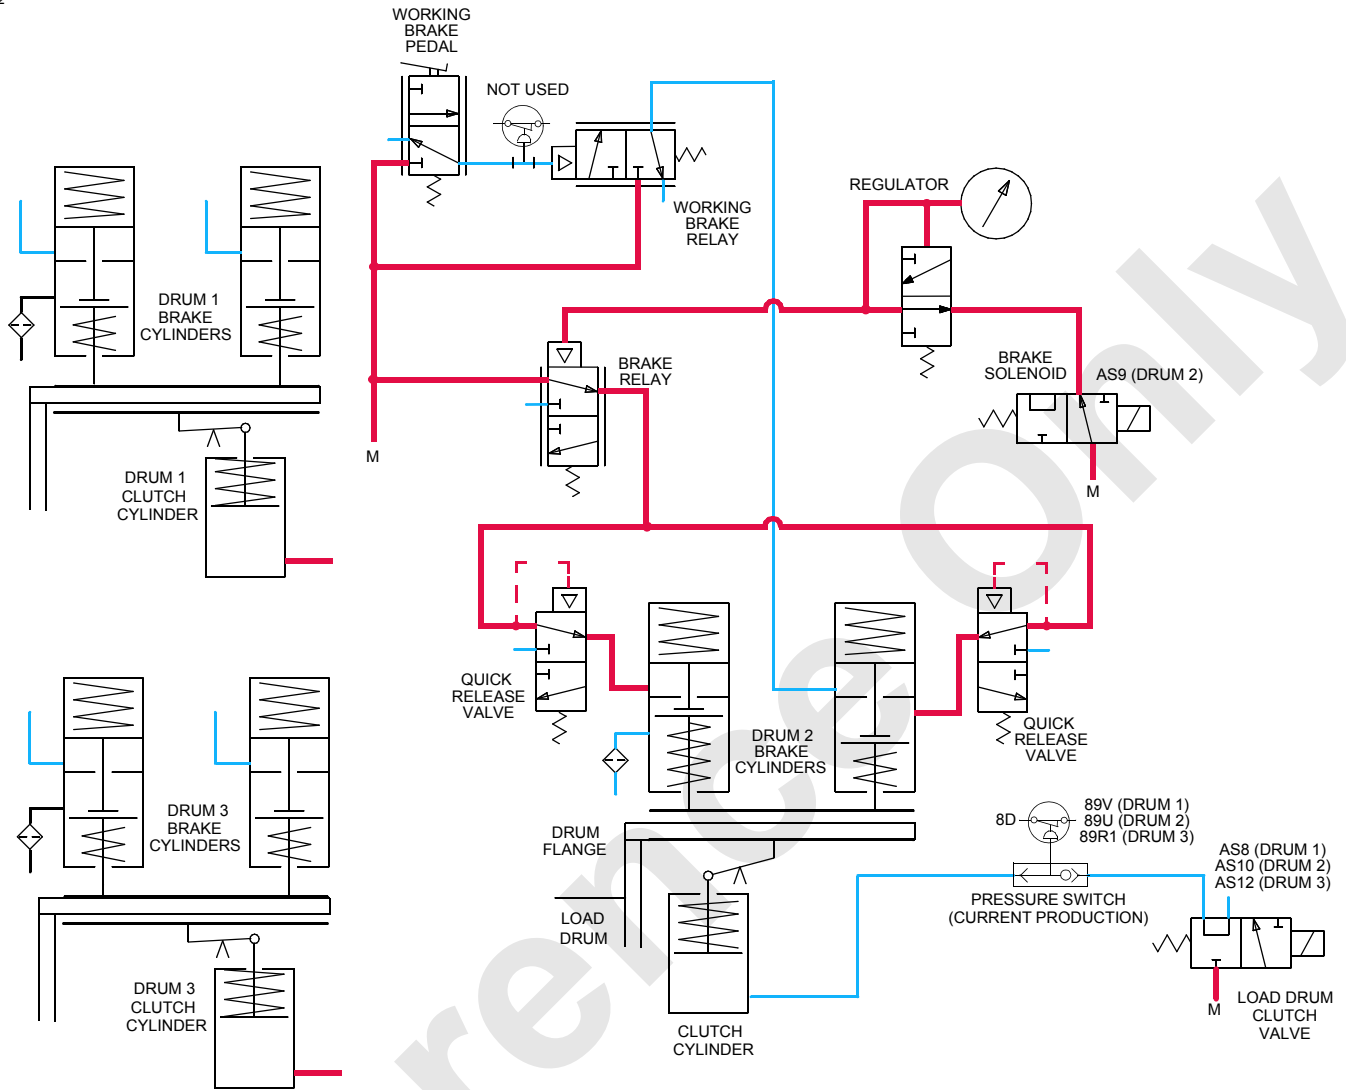 WORKING
BRAKE
PEDAL
NOT USED
WORKING
BRAKE
RELAY
REGULATOR
DRUM 1
BRAKE
CYLINDERS
BRAKE
RELAY
BRAKE
SOLENOID
AS9 (DRUM 2)
M
M
DRUM 1
CLUTCH
CYLINDER
QUICK
RELEASE
VALVE
DRUM 2
BRAKE
CYLINDERS
QUICK
RELEASE
VALVE
DRUM 3
BRAKE
CYLINDERS
DRUM
FLANGE
8D
89V (DRUM 1)
89U (DRUM 2)
89R1 (DRUM 3)
AS8 (DRUM 1)
AS10 (DRUM 2)
AS12 (DRUM 3)
PRESSURE SWITCH
(CURRENT PRODUCTION)
LOAD
DRUM
DRUM 3
CLUTCH
CYLINDER
M
LOAD DRUM
CLUTCH
VALVE
CLUTCH
CYLINDER
rence Only